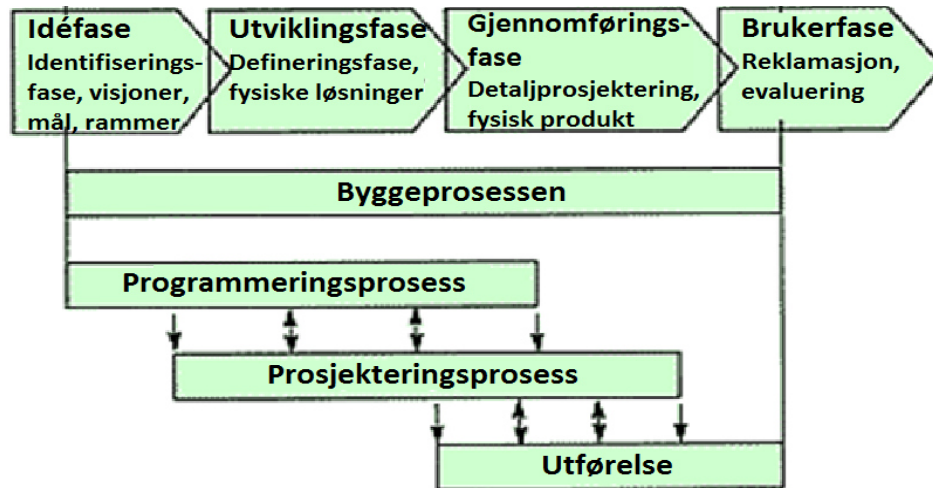 Idéfase
Identifiserings-
fase, visjoner,
mål, rammer
Utviklingsfase
Defineringsfase,
fysiske løsninger
Gjennomførings-
fase
Detaljprosjektering,
fysisk produkt
Brukerfase
Reklamasjon,
evaluering
Byggeprosessen
Programmeringsprosess
Prosjekteringsprosess
Utførelse